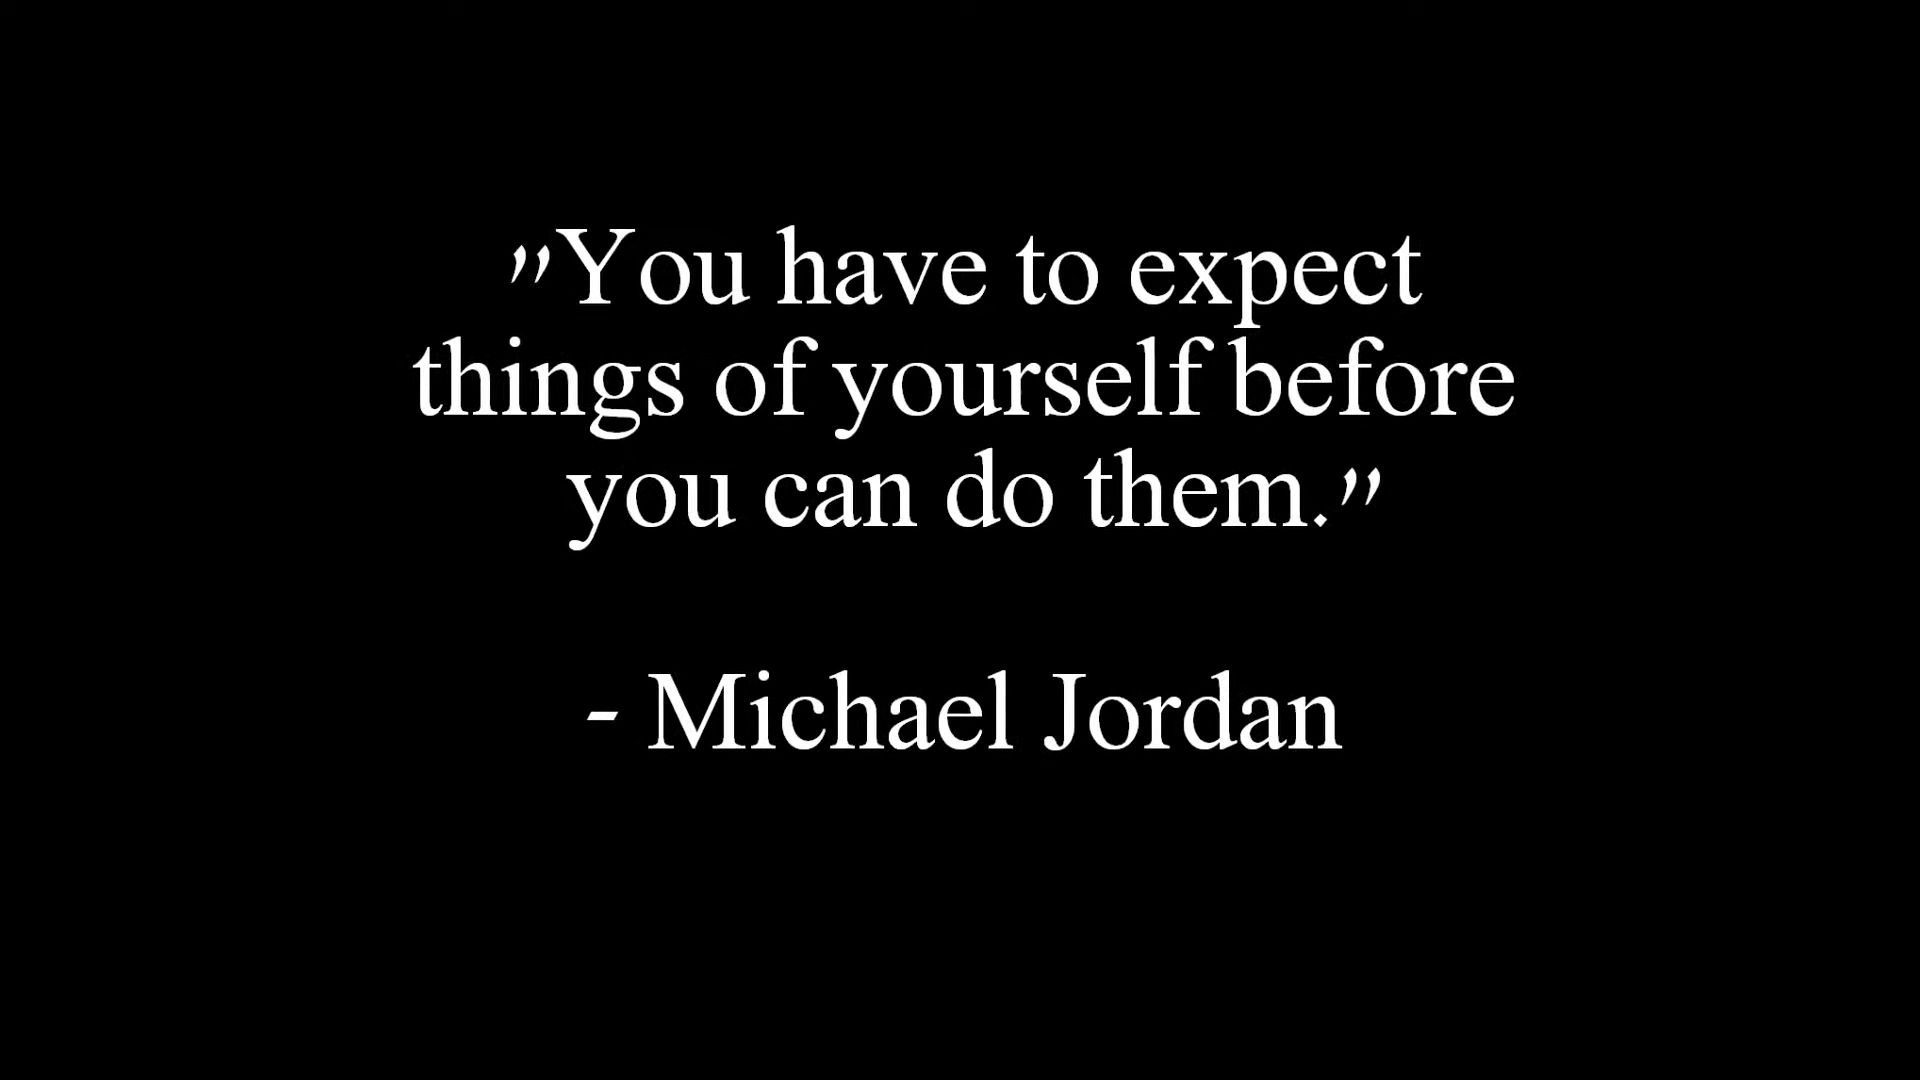 "You have to expect
things of yourself before
you can do them."
- Michael Jordan